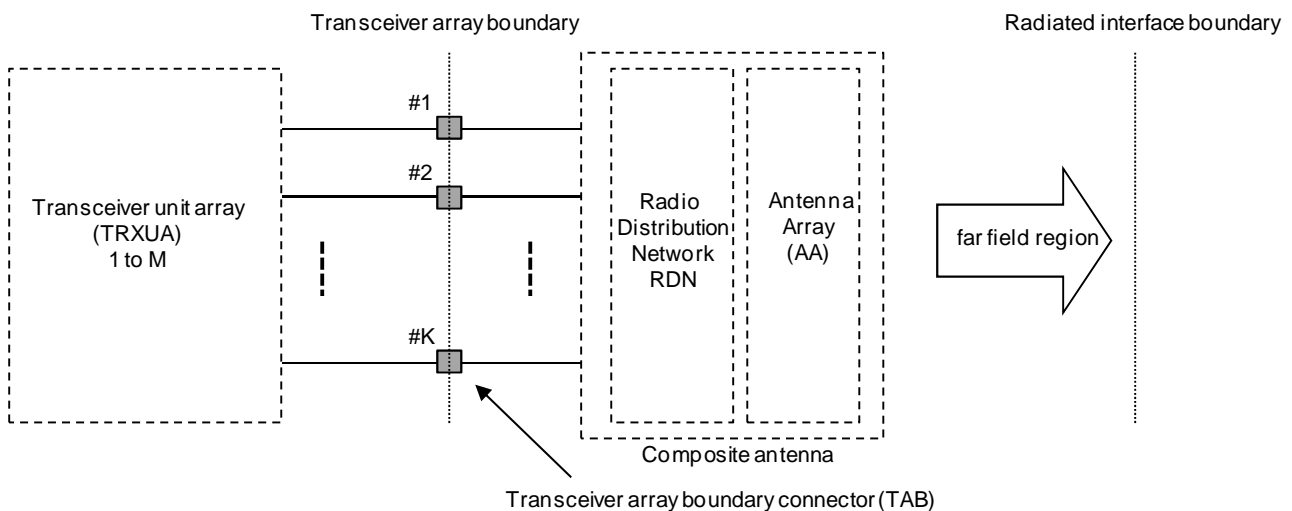 Transceiver array boundary
Radiated interface boundary
#1
#2
#K
Transceiver unit array
(TRXUA)
1 to M
Radio
Distribution
Network
RDN
Antenna
Array
(AA)
far field region
Composite antenna
Transceiver array boundary connector (TAB)